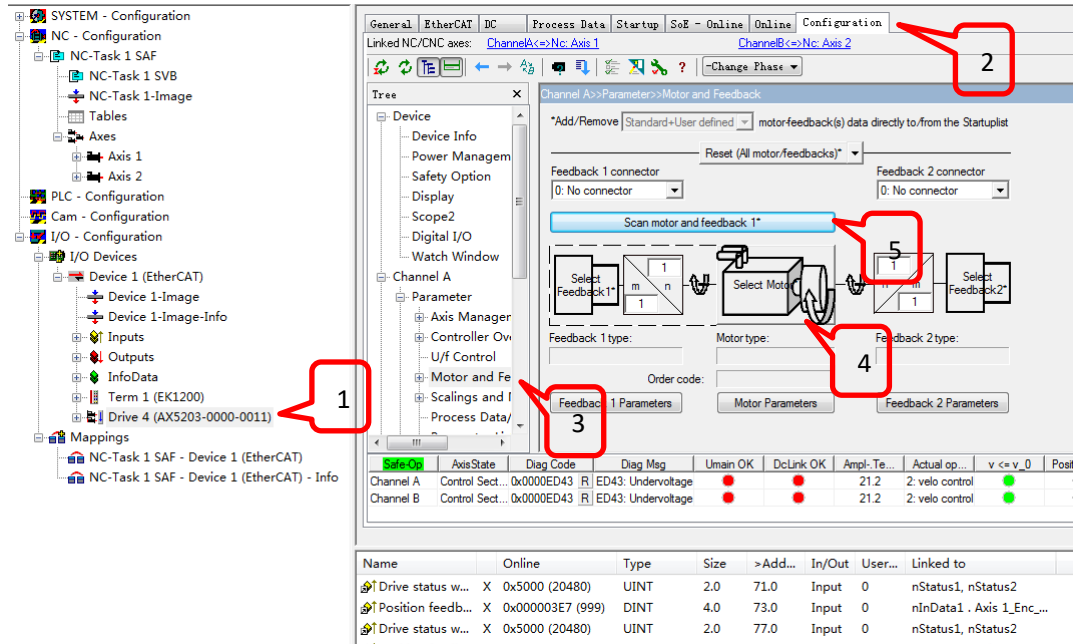 SYSTEM - Configuration
NC - Configuration
NC-Task 1 SAF
NC-Task 1 SVB
NC-Task 1-Image
Tables
Axes
Axis 1
Axis 2
PLC - Configuration
Cam - Configuration
I/O - Configuration
I/O Devices
Device 1 (EtherCAT)
Device 1-Image
Device 1-Image-Info
Inputs
Outputs
InfoData
Term 1 (EK1200)
Drive 4 (AX5203-0000-0011)
Mappings
NC-Task 1 SAF - Device 1 (EtherCAT)
NC-Task 1 SAF - Device 1 (EtherCAT) - Info
1
General EtherCAT DC Process Data Startup SoE - Online Online Configuration
2
Linked NC/CNC axes: ChannelA<=>Nc: Axis 1 ChannelB<=>Nc: Axis 2
? -Change Phase
Tree X
Device
Device Info
Power Managem
Safety Option
Display
Scope2
Digital I/O
Watch Window
Channel A
Parameter
Axis Manager
Controller Ov
U/f Control
Motor and Fe
Scalings and
Process Data/
3
Channel A>>Parameter>>Motor and Feedback
*Add/Remove Standard+User defined motor-feedback(s) data directly to/from the Startuplist
Reset (All motor/feedbacks)*
Feedback 1 connector Feedback 2 connector
0: No connector 0: No connector
Scan motor and feedback 1*
5
Select Feedback1*
1
m n
1
Select Motor
1
n m
1
Select
Feedback2*
4
Feedback 1 type: Motor type: Feedback 2 type:
Order code:
Feedback 1 Parameters Motor Parameters Feedback 2 Parameters
Safe-Op AxisState Diag Code Diag Msg Umain OK DcLink OK Ampl-.Te... Actual op... v <= v_0 Posit
Channel A Control Sect... 0x0000ED43 R ED43: Undervoltage 21.2 2: velo control
Channel B Control Sect... 0x0000ED43 R ED43: Undervoltage 21.2 2: velo control
Name Online Type Size >Add... In/Out User... Linked to
Drive status w... X 0x5000 (20480) UINT 2.0 71.0 Input 0 nStatus1, nStatus2
Position feedb... X 0x000003E7 (999) DINT 4.0 73.0 Input 0 nInData1 . Axis 1_Enc_...
Drive status w... X 0x5000 (20480) UINT 2.0 77.0 Input 0 nStatus1, nStatus2